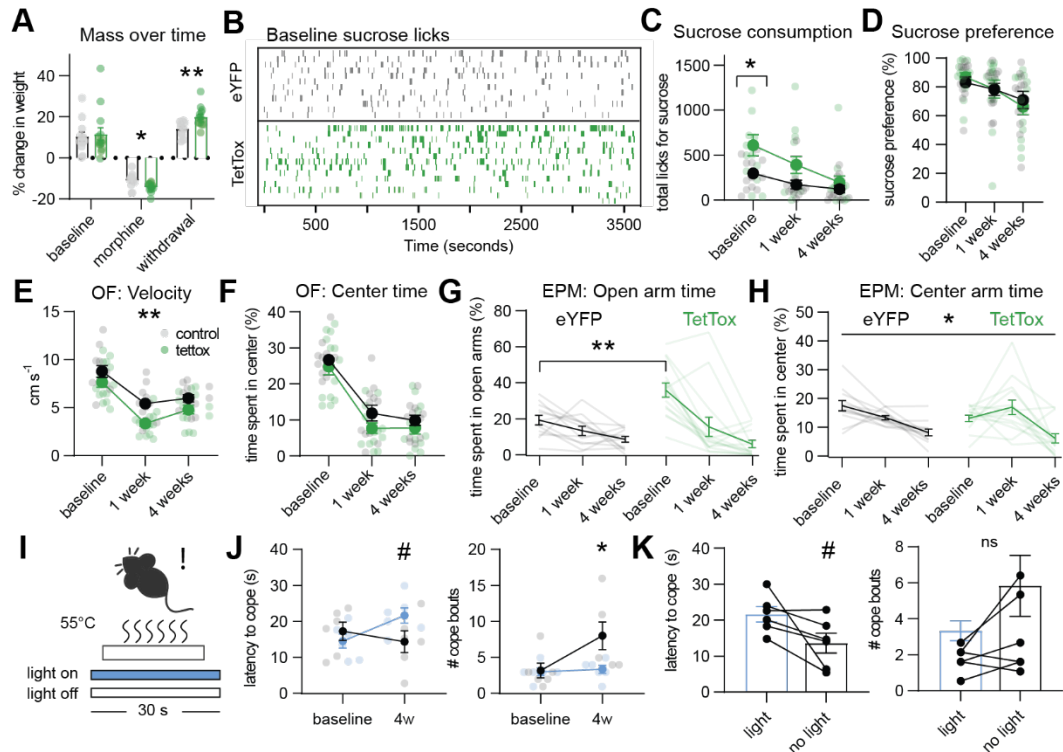 A
Mass over time
% change in weight
40
20
0
-20
*
**
baseline
morphine
withdrawal
B
Baseline sucrose licks
eYFP
TetTox
500
1500
2500
3500
Time (seconds)
C
Sucrose consumption
total licks for sucrose
1500
1000
500
0
*
baseline
1 week
4 weeks
D
Sucrose preference
sucrose preference (%)
100
80
60
40
20
0
baseline
1 week
4 weeks
E
OF: Velocity
cm s⁻¹
15
10
5
0
**
control
tettox
baseline
1 week
4 weeks
F
OF: Center time
time spent in center (%)
40
30
20
10
0
baseline
1 week
4 weeks
G
EPM: Open arm time
eYFP
TetTox
**
time spent in open arms (%)
80
60
40
20
0
baseline
1 week
4 weeks
baseline
1 week
4 weeks
H
EPM: Center arm time
eYFP
*
TetTox
time spent in center (%)
50
40
30
20
10
0
baseline
1 week
4 weeks
baseline
1 week
4 weeks
I
!
55°C
light on
light off
30 s
J
latency to cope (s)
40
30
20
10
0
#
baseline
4w
# cope bouts
20
15
10
5
0
*
baseline
4w
K
latency to cope (s)
40
30
20
10
0
#
light
no light
# cope bouts
8
6
4
2
0
ns
light
no light